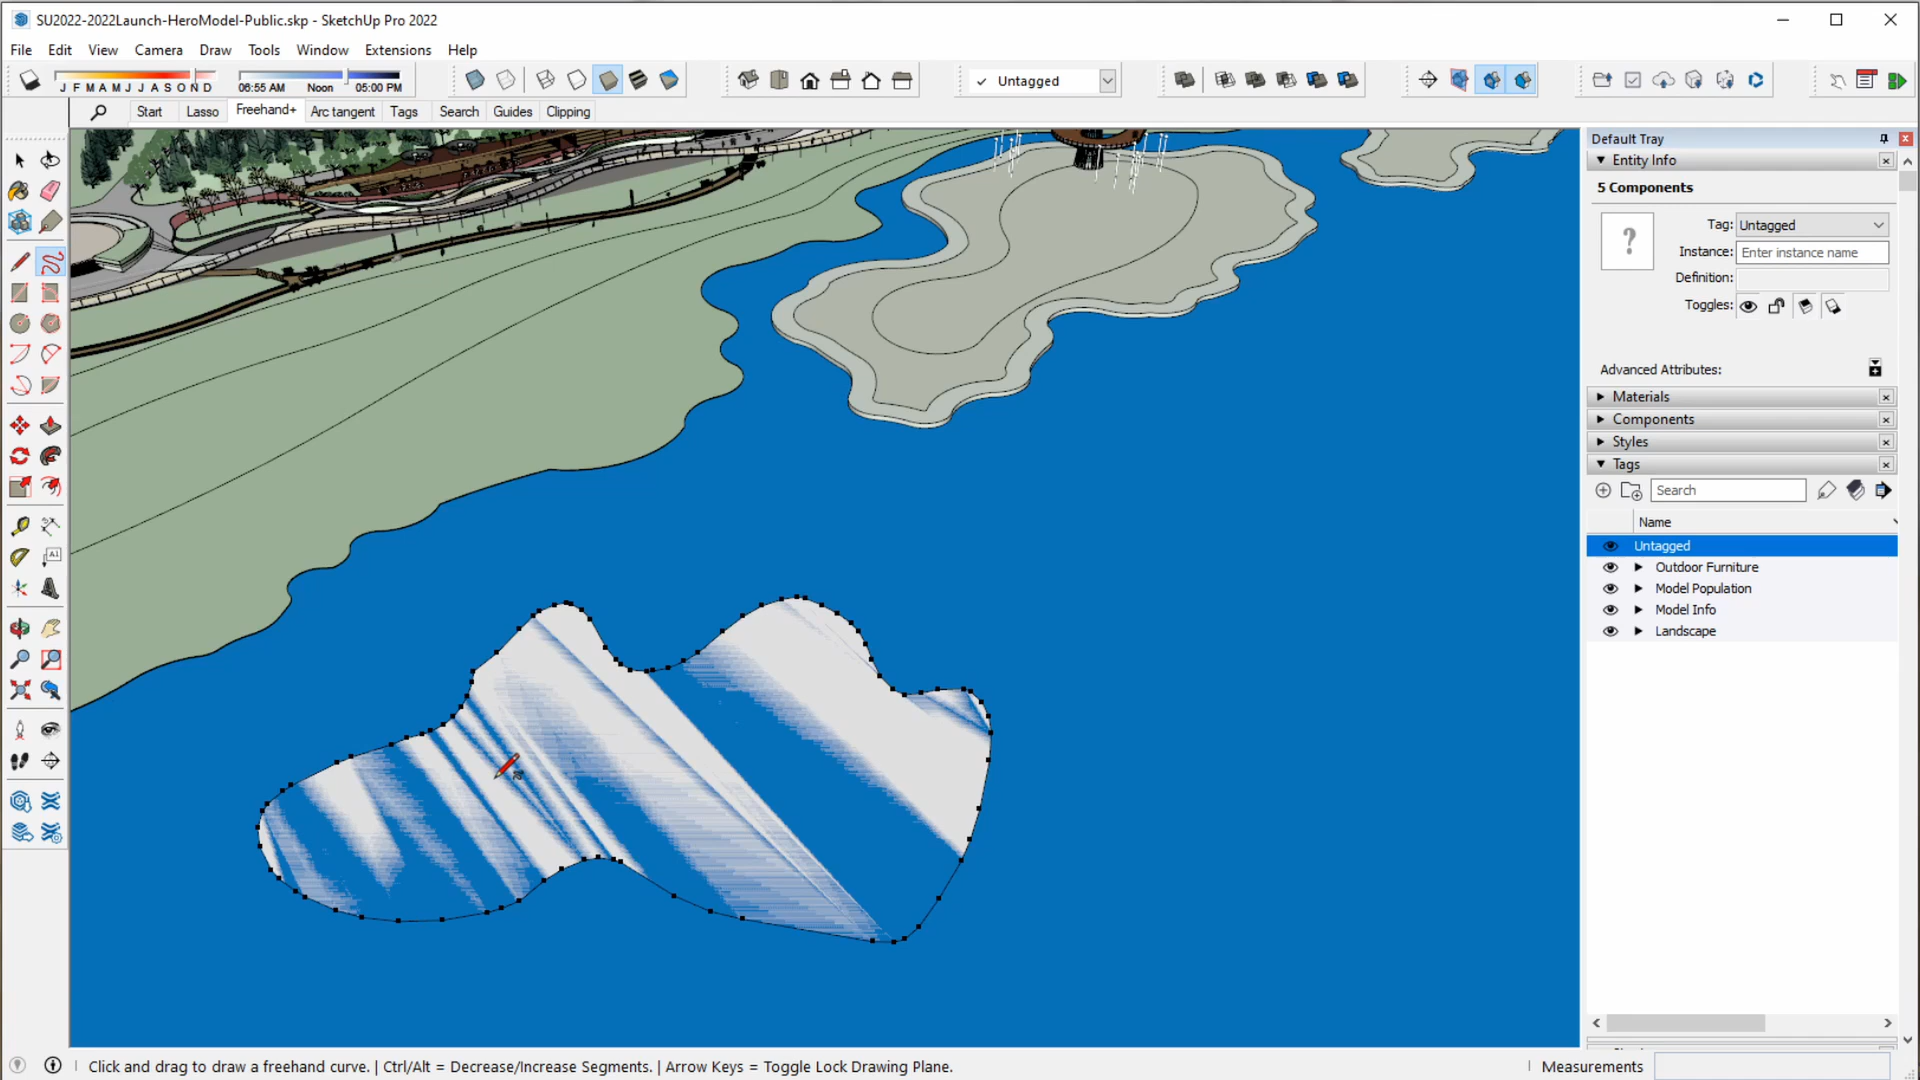 SU2022-2022Launch-HeroModel-Public.skp - SketchUp Pro 2022
File Edit View Camera Draw Tools Window Extensions Help
J F M A M J J A S O N D
06:55 AM Noon 05:00 PM
Untagged
Start Lasso Freehand+ Arc tangent Tags Search Guides Clipping
Default Tray
Entity Info
5 Components
?
Tag: Untagged
Instance: Enter instance name
Definition:
Toggles:
Advanced Attributes:
Materials
Components
Styles
Tags
Search
Name
Untagged
Outdoor Furniture
Model Population
Model Info
Landscape
A1
Click and drag to draw a freehand curve. | Ctrl/Alt = Decrease/Increase Segments. | Arrow Keys = Toggle Lock Drawing Plane.
Measurements